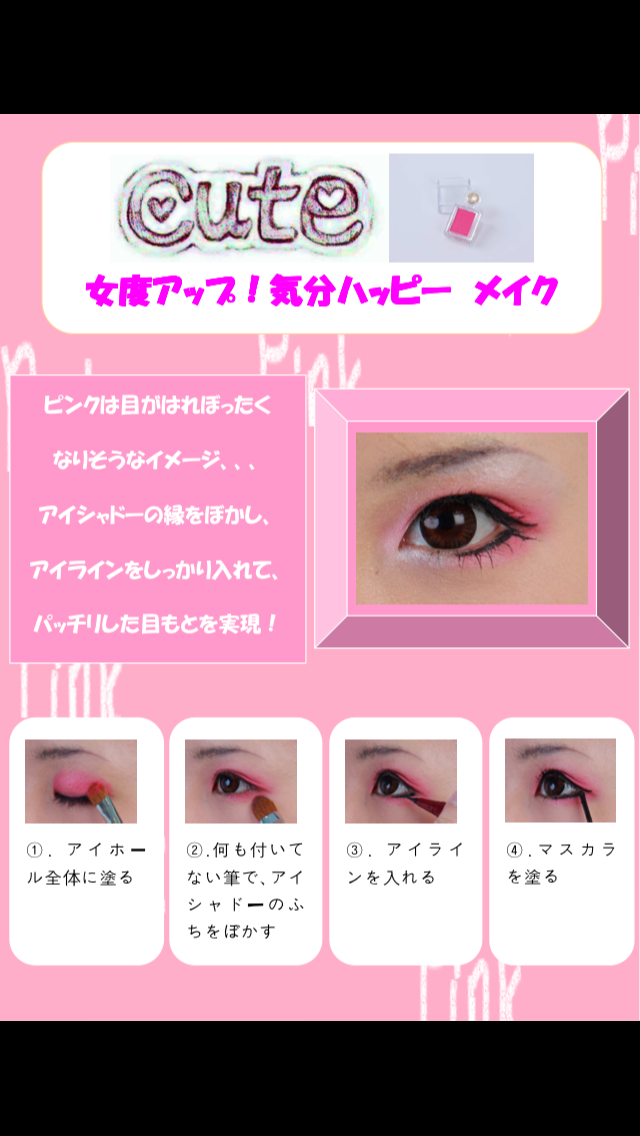 Pink
cute
女度アップ！気分ハッピー メイク
Pink
ピンクは目がはれぼったく
なりそうなイメージ、、、
アイシャドーの縁をぼかし、
アイラインをしっかり入れて、
パッチリした目もとを実現！
Pink
①．アイホー
ル全体に塗る
②.何も付いて
ない筆で、アイ
シャドーのふ
ちをぼかす
③．アイライ
ンを入れる
④.マスカラ
を塗る
Pink